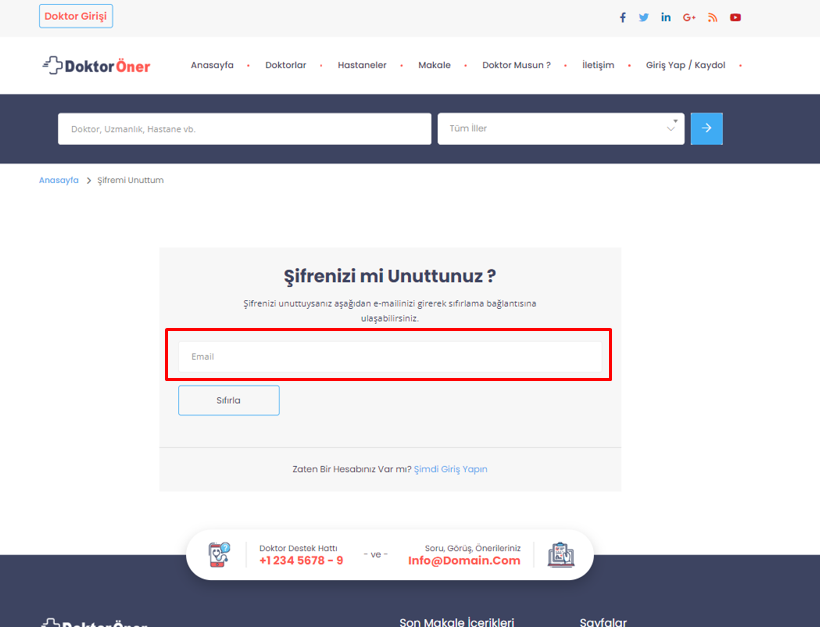 Doktor Girişi
DoktorÖner
Anasayfa Doktorlar Hastaneler Makale Doktor Musun ? İletişim Giriş Yap / Kaydol
Doktor, Uzmanlık, Hastane vb. Tüm İller
Anasayfa Şifremi Unuttum
Şifrenizi mi Unuttunuz ?
Şifrenizi unuttuysanız aşağıdan e-mailinizi girerek sıfırlama bağlantısına
ulaşabilirsiniz.
Email
Sıfırla
Zaten Bir Hesabınız Var mı? Şimdi Giriş Yapın
Doktor Destek Hattı
+1 234 5678 - 9
- ve -
Soru, Görüş, Önerileriniz
Info@Domain.Com
DoktorÖner
Son Makale İçerikleri
Sayfalar